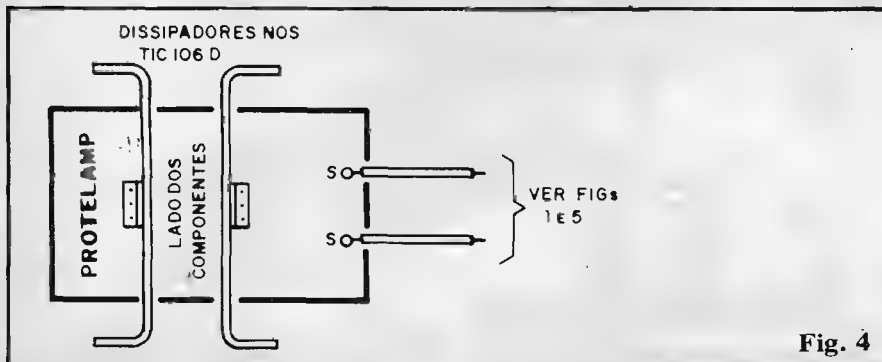 DISSIPADORES NOS
TIC 106 D
PROTELAMP
LADO DOS
COMPONENTES
S
S
VER FIGs
1 E 5
Fig. 4